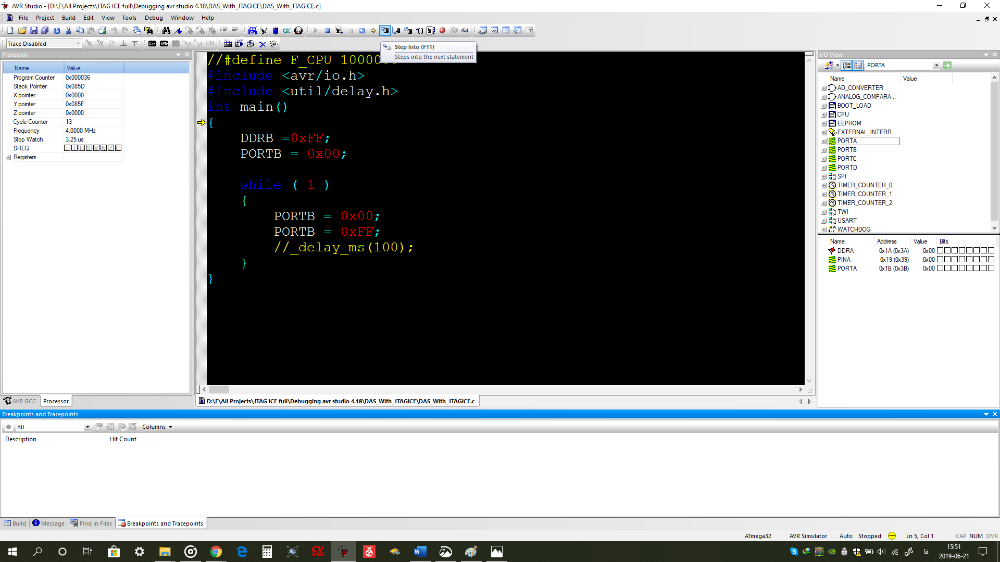 AVR Studio - [D:\E\All Projects\JTAG ICE full\Debugging avr studio 4.18\DAS_With_JTAGICE\DAS_With_JTAGICE.c]
File Project Build Edit View Tools Debug Window Help
Trace Disabled
Con AVR AUTO
Step Into (F11)
Steps into the next statement
Processor
Name Value
Program Counter 0x000036
Stack Pointer 0x085D
X pointer 0x0000
Y pointer 0x085F
Z pointer 0x0000
Cycle Counter 13
Frequency 4.0000 MHz
Stop Watch 3.25 us
SREG I T H S V N Z C
Registers
AVR GCC Processor
//#define F_CPU 1000000
#include <avr/io.h>
#include <util/delay.h>
int main()
{
DDRB =0xFF;
PORTB = 0x00;
while ( 1 )
{
PORTB = 0x00;
PORTB = 0xFF;
//_delay_ms(100);
}
}
D:\E\All Projects\JTAG ICE full\Debugging avr studio 4.18\DAS_With_JTAGICE\DAS_With_JTAGICE.c
I/O View
PORTA
Name Value
AD_CONVERTER
ANALOG_COMPARA...
BOOT_LOAD
CPU
EEPROM
EXTERNAL_INTERR...
PORTA
PORTB
PORTC
PORTD
SPI
TIMER_COUNTER_0
TIMER_COUNTER_1
TIMER_COUNTER_2
TWI
USART
WATCHDOG
Name Address Value Bits
DDRA 0x1A (0x3A) 0x00
PINA 0x19 (0x39) 0x00
PORTA 0x1B (0x3B) 0x00
Breakpoints and Tracepoints
All Columns
Description Hit Count
Build Message Find in Files Breakpoints and Tracepoints
ATmega32 AVR Simulator Auto Stopped Ln 5, Col 1 CAP NUM OVR
CV AVR
فا
15:51
2019-06-21